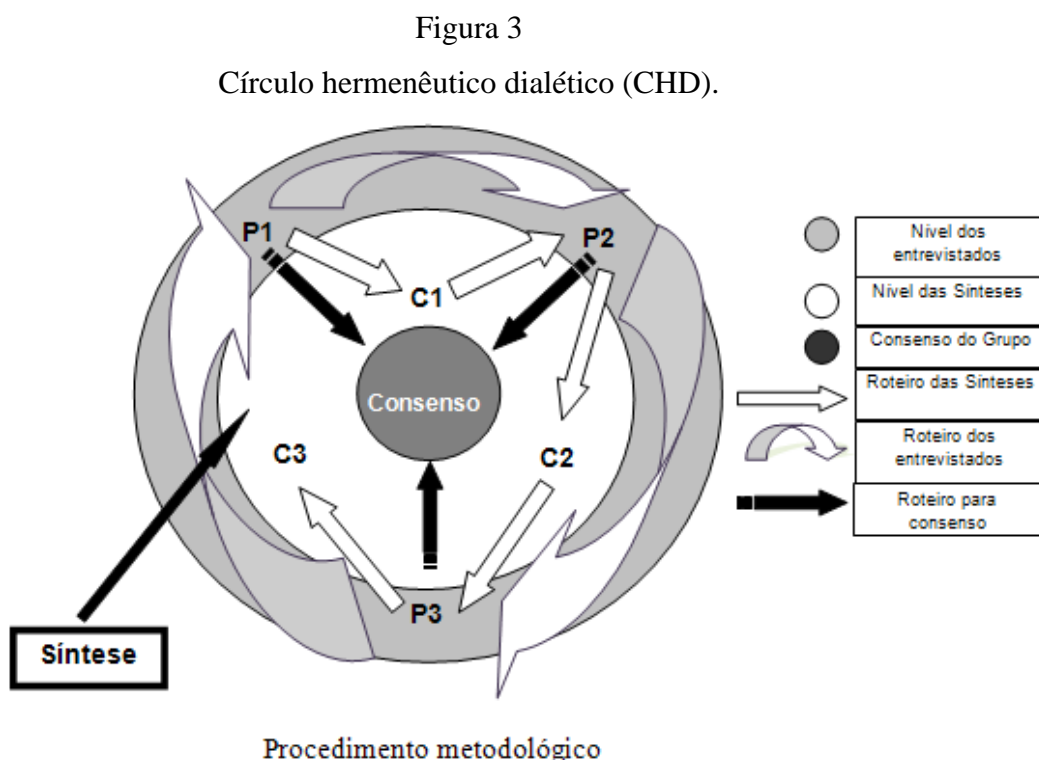 Figura 3
Círculo hermenêutico dialético (CHD).
P1
P2
C1
Consenso
C3
C2
P3
Síntese
Nível dos
entrevistados
Nível das Sínteses
Consenso do Grupo
Roteiro das Sínteses
Roteiro dos
entrevistados
Roteiro para
consenso
Procedimento metodológico